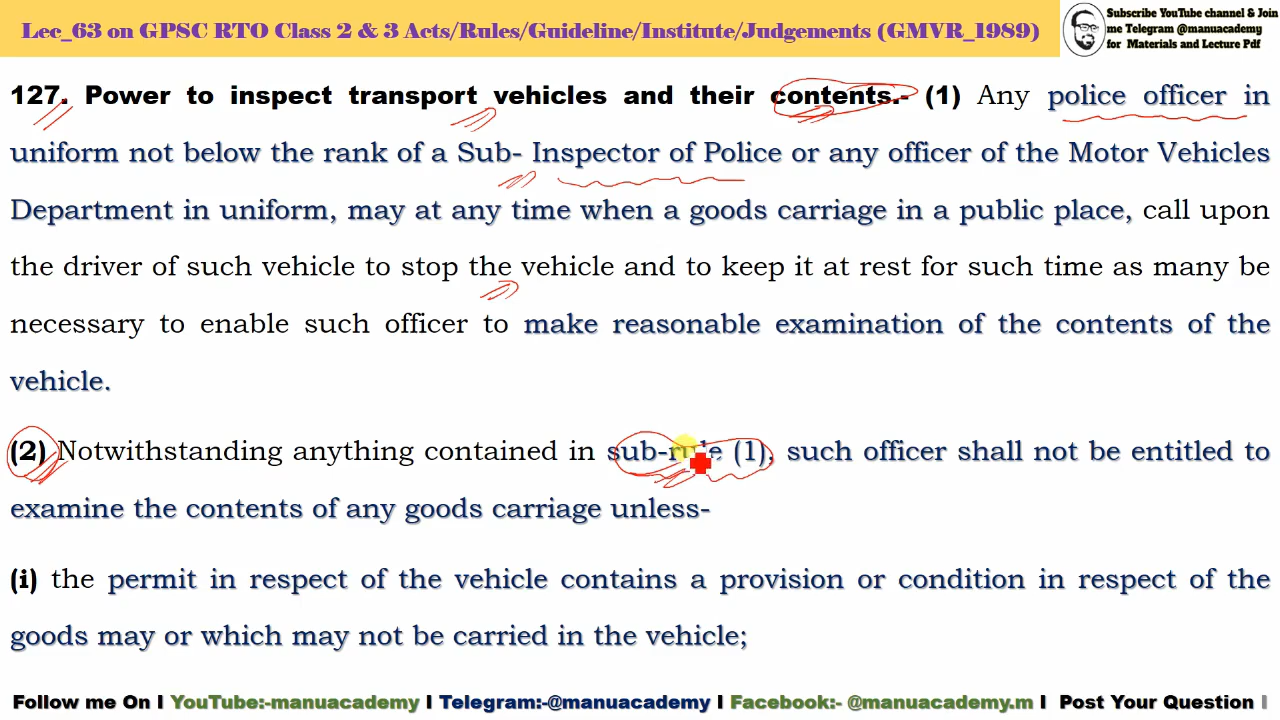 Lec_63 on GPSC RTO Class 2 & 3 Acts/Rules/Guideline/Institute/Judgements (GMVR_1989)
Subscribe YouTube channel & Join
me Telegram @manuacademy
for Materials and Lecture Pdf
127. Power to inspect transport vehicles and their contents.- (1) Any police officer in
uniform not below the rank of a Sub- Inspector of Police or any officer of the Motor Vehicles
Department in uniform, may at any time when a goods carriage in a public place, call upon
the driver of such vehicle to stop the vehicle and to keep it at rest for such time as many be
necessary to enable such officer to make reasonable examination of the contents of the
vehicle.
(2) Notwithstanding anything contained in sub-rule (1), such officer shall not be entitled to
examine the contents of any goods carriage unless-
(i) the permit in respect of the vehicle contains a provision or condition in respect of the
goods may or which may not be carried in the vehicle;
Follow me On I YouTube:-manuacademy I Telegram:-@manuacademy I Facebook:- @manuacademy.m I Post Your Question I